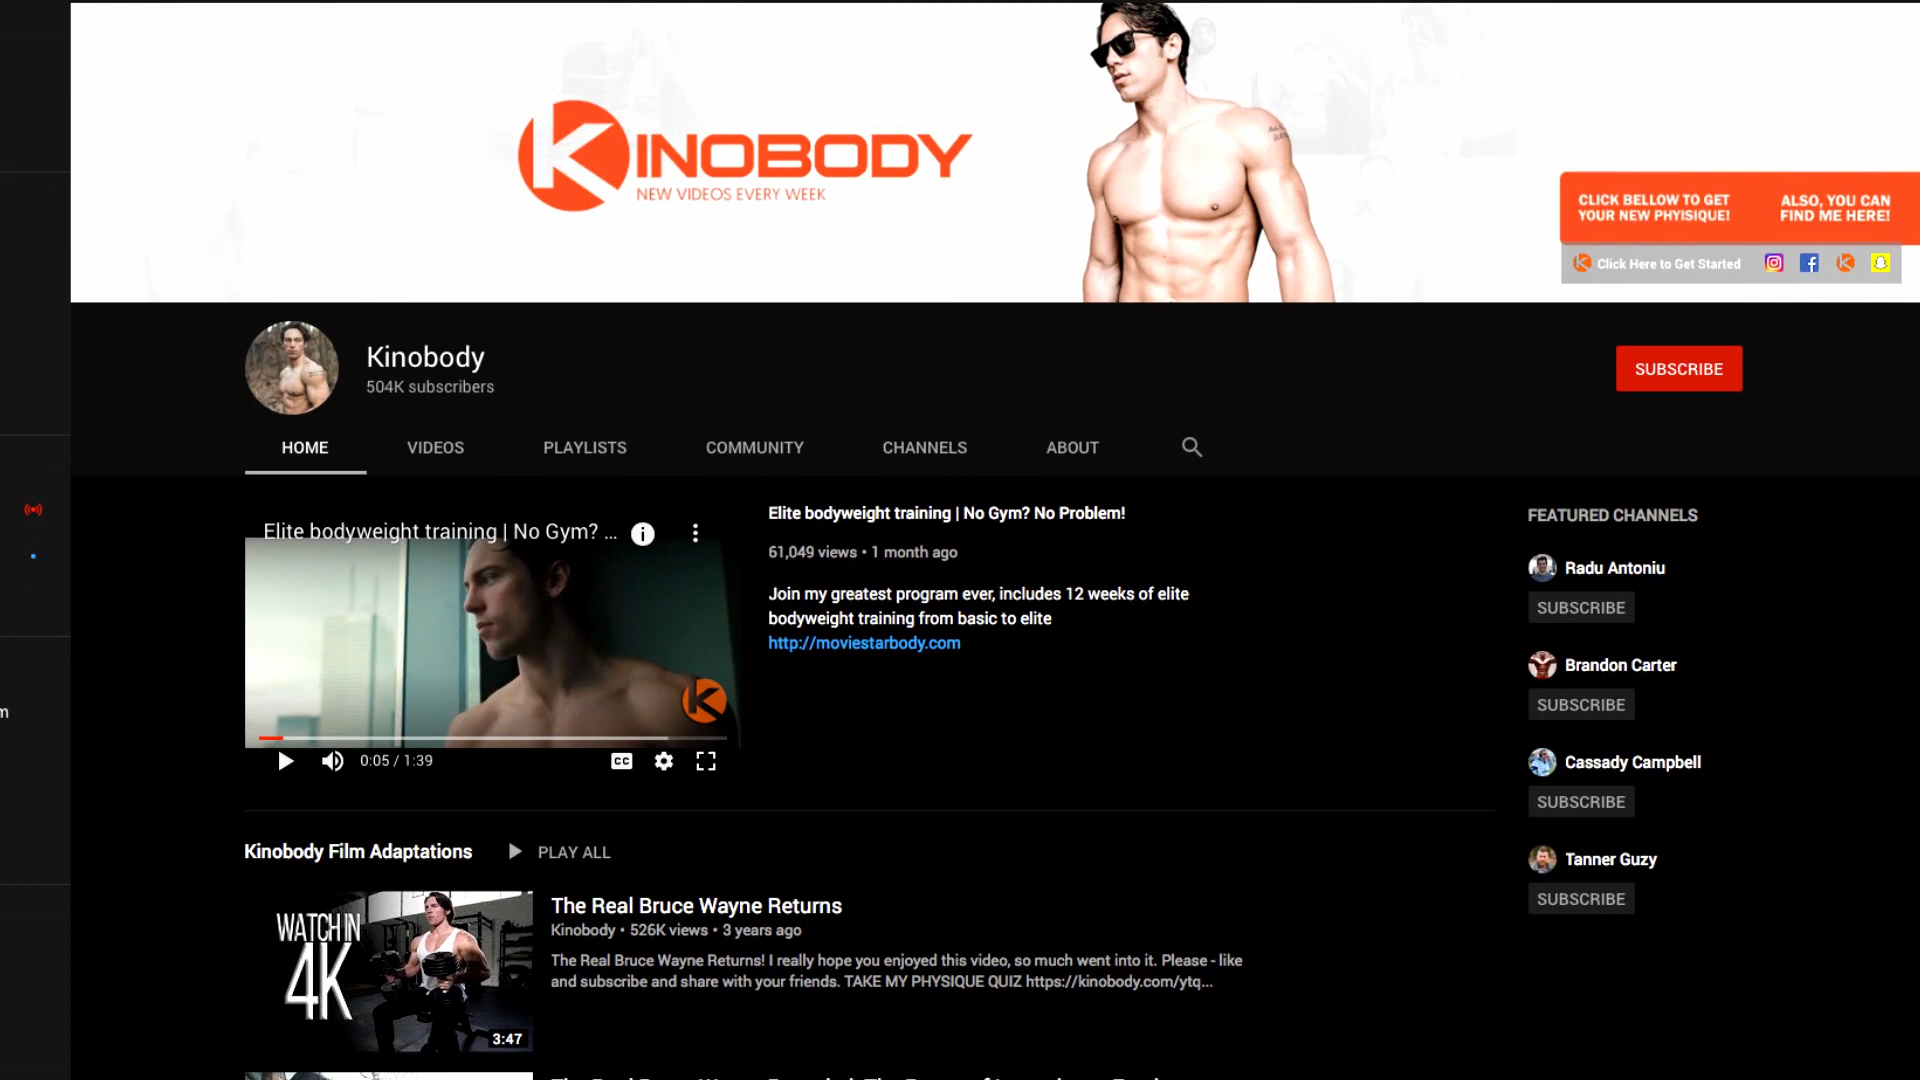 KINOBODY
NEW VIDEOS EVERY WEEK
CLICK BELLOW TO GET
YOUR NEW PHYISIQUE!
ALSO, YOU CAN
FIND ME HERE!
Click Here to Get Started
Kinobody
504K subscribers
SUBSCRIBE
HOME VIDEOS PLAYLISTS COMMUNITY CHANNELS ABOUT
Elite bodyweight training | No Gym? ...
0:05 / 1:39
CC
Elite bodyweight training | No Gym? No Problem!
61,049 views • 1 month ago
Join my greatest program ever, includes 12 weeks of elite
bodyweight training from basic to elite
http://moviestarbody.com
FEATURED CHANNELS
Radu Antoniu
SUBSCRIBE
Brandon Carter
SUBSCRIBE
Cassady Campbell
SUBSCRIBE
Tanner Guzy
SUBSCRIBE
m
Kinobody Film Adaptations PLAY ALL
WATCH IN
4K
3:47
The Real Bruce Wayne Returns
Kinobody • 526K views • 3 years ago
The Real Bruce Wayne Returns! I really hope you enjoyed this video, so much went into it. Please - like
and subscribe and share with your friends. TAKE MY PHYSIQUE QUIZ https://kinobody.com/ytq...